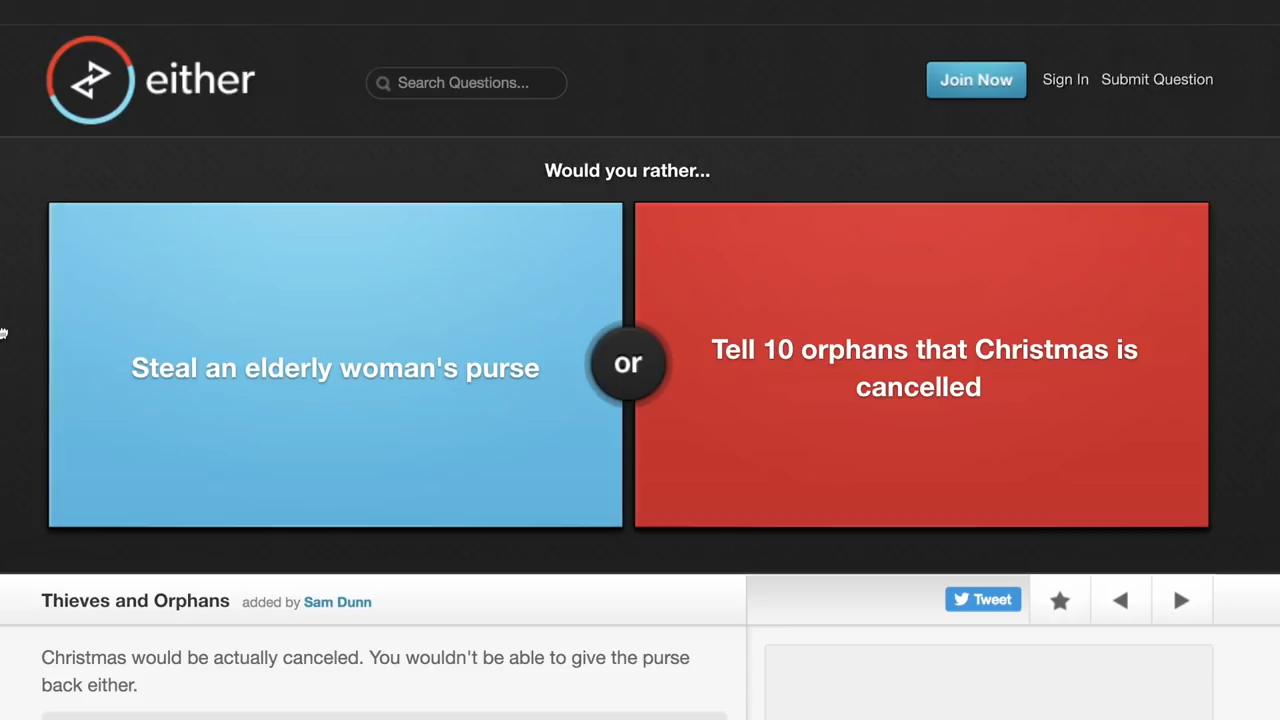 either
Search Questions...
Join Now
Sign In
Submit Question
Would you rather...
Steal an elderly woman's purse
or
Tell 10 orphans that Christmas is
cancelled
Thieves and Orphans added by Sam Dunn
Tweet
Christmas would be actually canceled. You wouldn't be able to give the purse
back either.